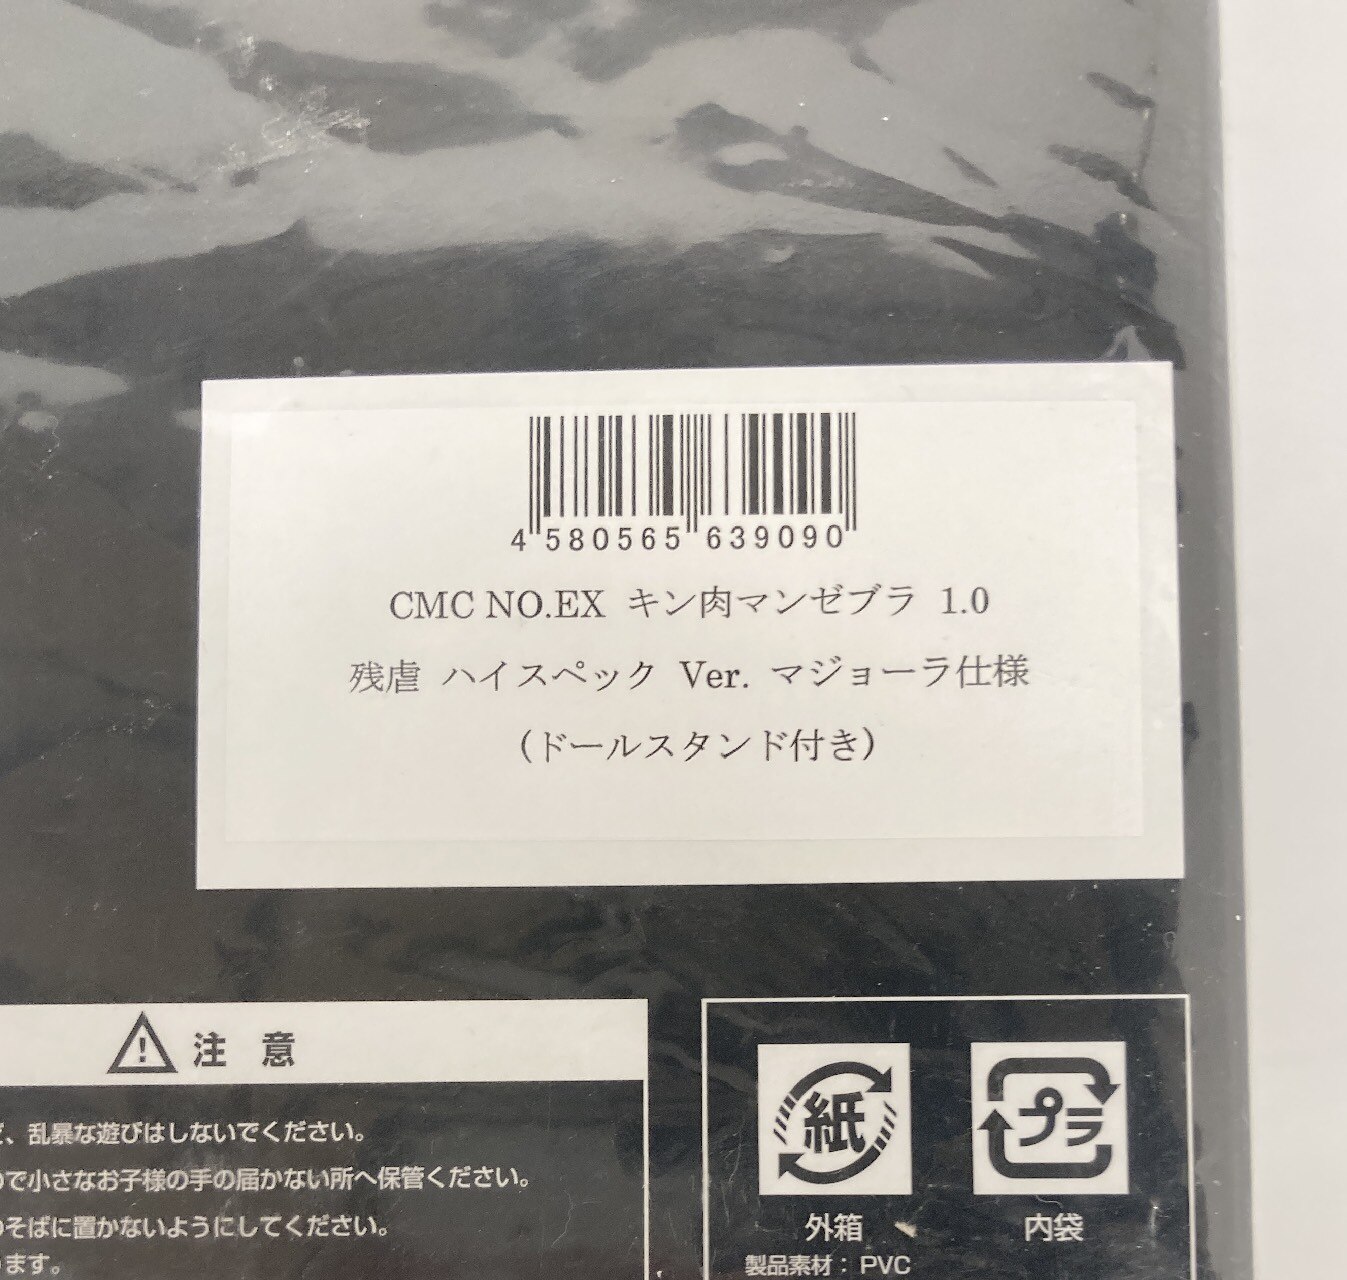 4 580565 639090
CMC NO.EX キン肉マンゼブラ 1.0
残虐 ハイスペック Ver. マジョーラ仕様
(ドールスタンド付き)
注 意
、乱暴な遊びはしないでください。
で小さなお子様の手の届かない所へ保管ください。
のそばに置かないようにしてください。
ます。
紙
外箱
プラ
内袋
製品素材：PVC